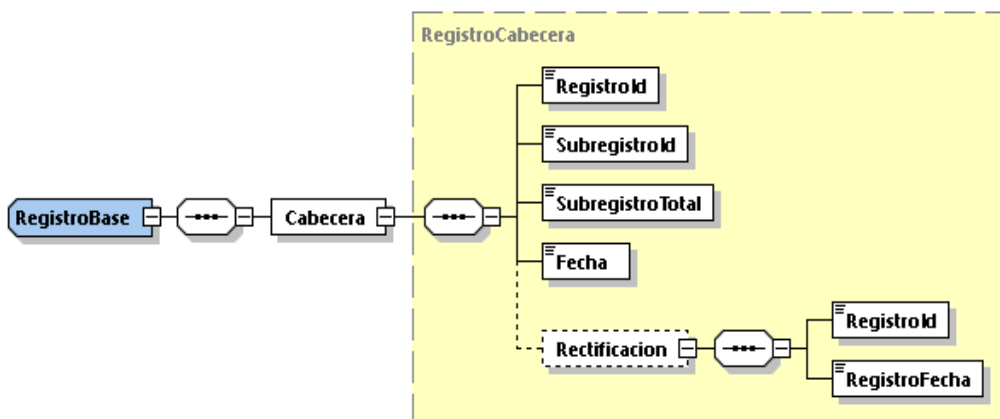 RegistroCabecera
RegistroId
SubregistroId
SubregistroTotal
RegistroBase
Cabecera
Fecha
Rectificacion
RegistroId
RegistroFecha